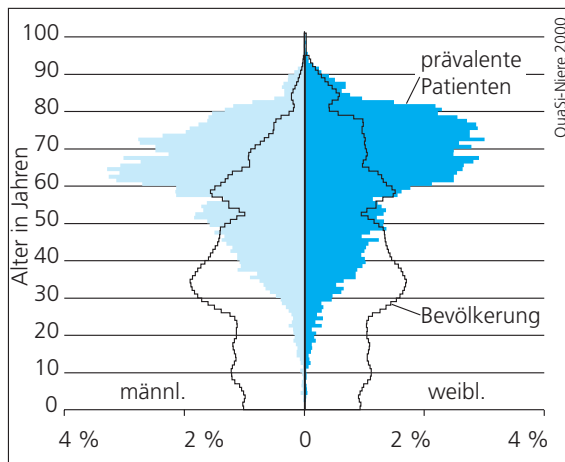 100
90
80
70
60
50
40
30
20
10
0
Alter in Jahren
prävalente
Patienten
Bevölkerung
männl.
weibl.
4 %
2 %
0
2 %
4 %
QuaSi-Niere 2000